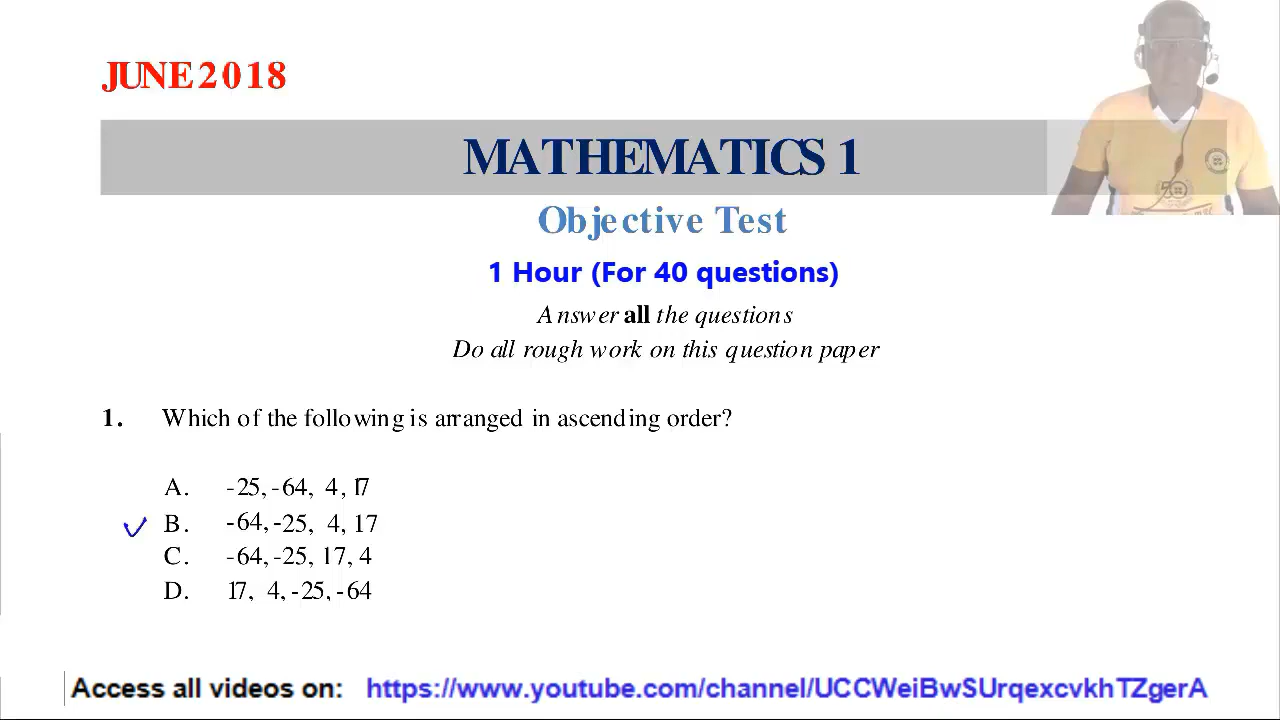 JUNE 2018
MATHEMATICS 1
Objective Test
1 Hour (For 40 questions)
Answer all the questions
Do all rough work on this question paper
1. Which of the following is arranged in ascending order?
A. -25, -64, 4, 17
B. -64, -25, 4, 17
C. -64, -25, 17, 4
D. 17, 4, -25, -64
Access all videos on: https://www.youtube.com/channel/UCCWeiBwSUrqexcvkhTZgerA